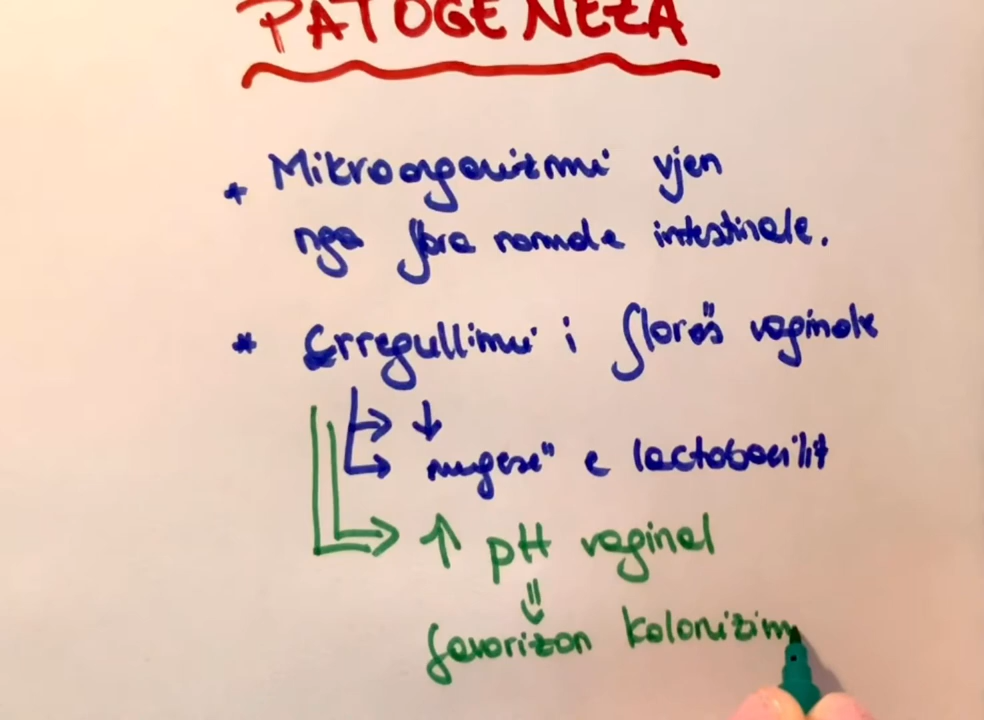 PATOGENEZA
* Mikroorganizmi vjen
nga flora normale intestinale.
* Çrregullimi i florës vaginale
↓
mungesë e lactobacilit
↑ pH vaginal
⇓
favorizon kolonizim